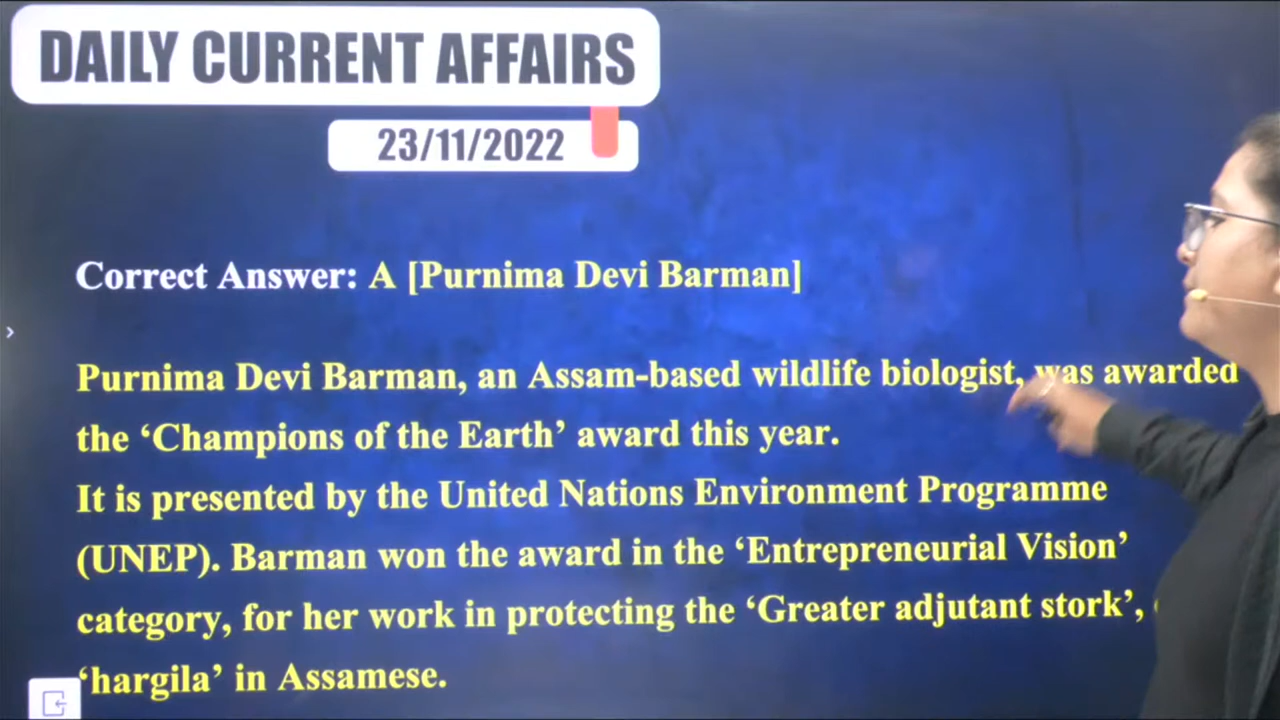 DAILY CURRENT AFFAIRS
23/11/2022
Correct Answer: A [Purnima Devi Barman]
Purnima Devi Barman, an Assam-based wildlife biologist, was awarded
the ‘Champions of the Earth’ award this year.
It is presented by the United Nations Environment Programme
(UNEP). Barman won the award in the ‘Entrepreneurial Vision’
category, for her work in protecting the ‘Greater adjutant stork’,
‘hargila’ in Assamese.